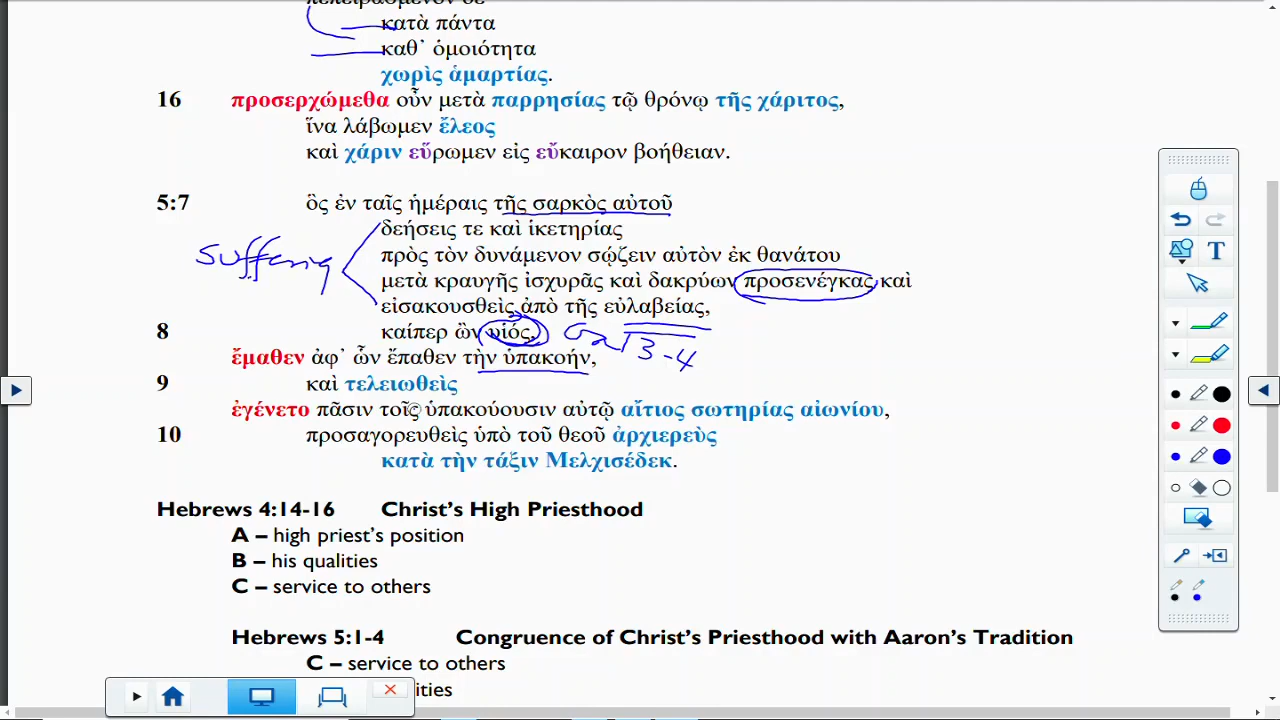 πεπειρασμένον δὲ
κατὰ πάντα
καθ᾽ ὁμοιότητα
χωρὶς ἁμαρτίας.
16 προσερχώμεθα οὖν μετὰ παρρησίας τῷ θρόνῳ τῆς χάριτος,
ἵνα λάβωμεν ἔλεος
καὶ χάριν εὕρωμεν εἰς εὔκαιρον βοήθειαν.
5:7 ὃς ἐν ταῖς ἡμέραις τῆς σαρκὸς αὐτοῦ
δεήσεις τε καὶ ἱκετηρίας
suffering πρὸς τὸν δυνάμενον σῴζειν αὐτὸν ἐκ θανάτου
μετὰ κραυγῆς ἰσχυρᾶς καὶ δακρύων προσενέγκας καὶ
εἰσακουσθεὶς ἀπὸ τῆς εὐλαβείας,
8 καίπερ ὢν υἱός,
ἔμαθεν ἀφ᾽ ὧν ἔπαθεν τὴν ὑπακοήν,
9 καὶ τελειωθεὶς
ἐγένετο πᾶσιν τοῖς ὑπακούουσιν αὐτῷ αἴτιος σωτηρίας αἰωνίου,
10 προσαγορευθεὶς ὑπὸ τοῦ θεοῦ ἀρχιερεὺς
κατὰ τὴν τάξιν Μελχισέδεκ.
Hebrews 4:14-16 Christ's High Priesthood
A – high priest's position
B – his qualities
C – service to others
Hebrews 5:1-4 Congruence of Christ's Priesthood with Aaron's Tradition
C – service to others
T